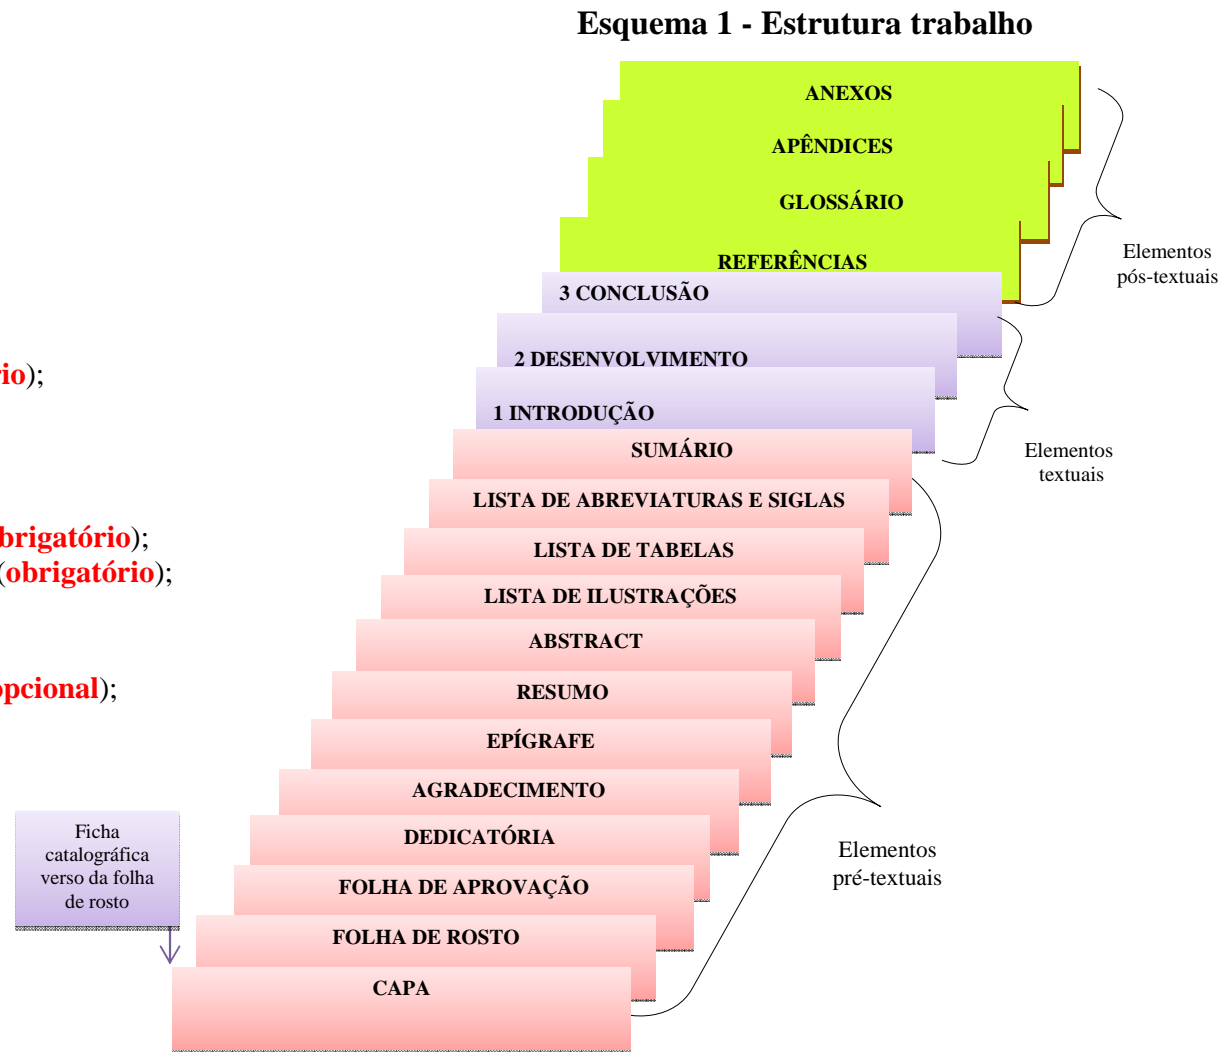 Esquema 1 - Estrutura trabalho
ANEXOS
APÊNDICES
GLOSSÁRIO
REFERÊNCIAS
Elementos
pós-textuais
3 CONCLUSÃO
2 DESENVOLVIMENTO
rio);
1 INTRODUÇÃO
Elementos
textuais
SUMÁRIO
LISTA DE ABREVIATURAS E SIGLAS
brigatório);
LISTA DE TABELAS
(obrigatório);
LISTA DE ILUSTRAÇÕES
ABSTRACT
RESUMO
opcional);
EPÍGRAFE
AGRADECIMENTO
Ficha
catalográfica
verso da folha
de rosto
DEDICATÓRIA
Elementos
pré-textuais
FOLHA DE APROVAÇÃO
FOLHA DE ROSTO
CAPA